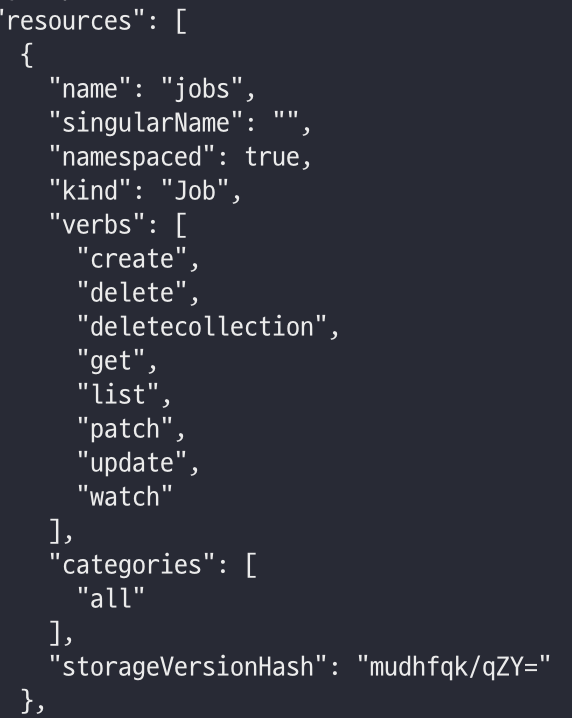 "resources": [
  {
    "name": "jobs",
    "singularName": "",
    "namespaced": true,
    "kind": "Job",
    "verbs": [
      "create",
      "delete",
      "deletecollection",
      "get",
      "list",
      "patch",
      "update",
      "watch"
    ],
    "categories": [
      "all"
    ],
    "storageVersionHash": "mudhfqk/qZY="
  },